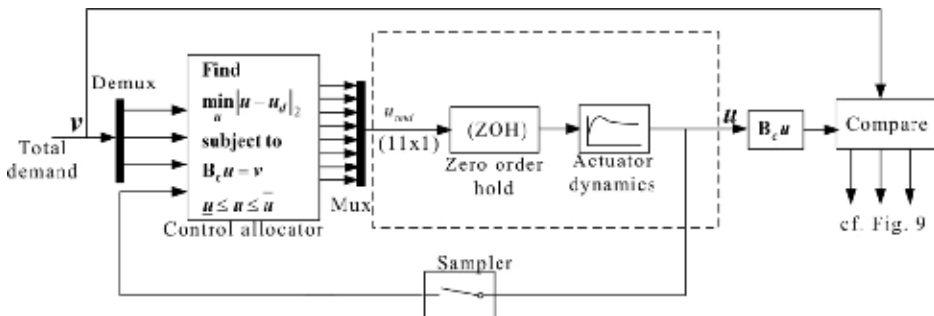 Find
Demux
min|u − u_d|₂
u
v
subject to
u_cmd
(ZOH)
u
B_c u
Compare
Total
demand
(11x1)
B_c u = v
Zero order
hold
Actuator
dynamics
Mux
u ≤ u ≤ u
Control allocator
cf. Fig. 9
Sampler